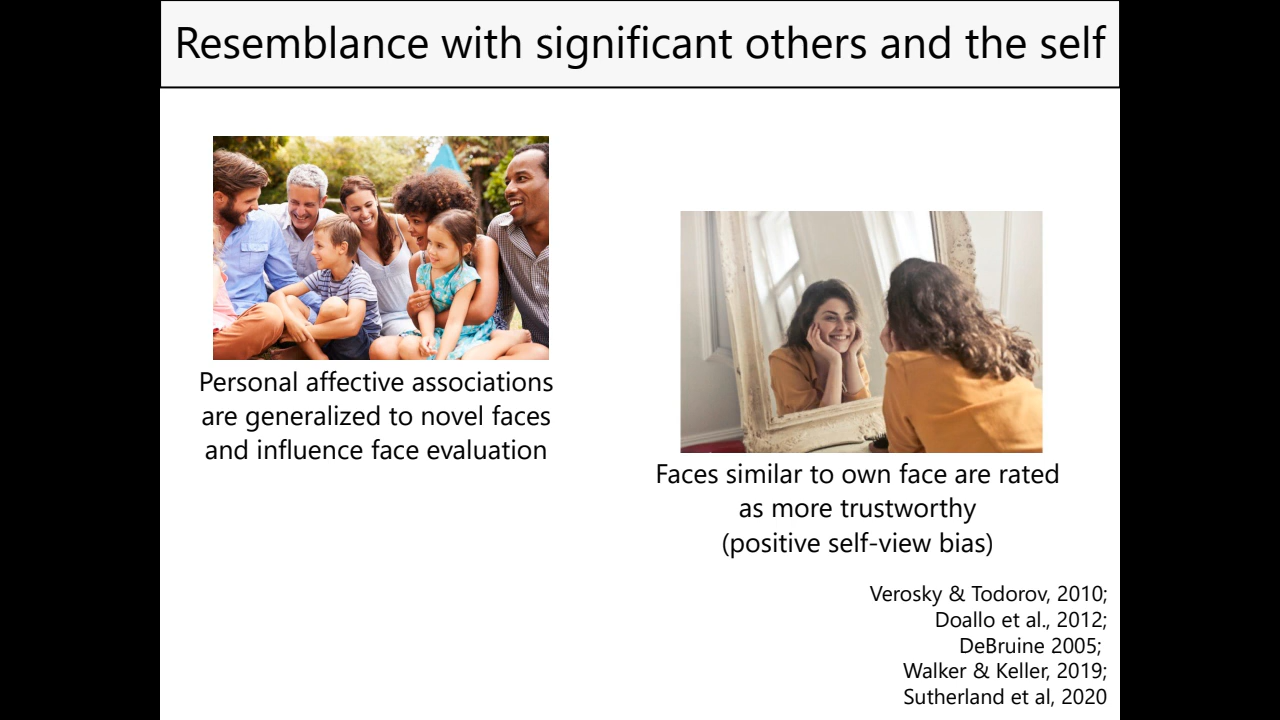 Resemblance with significant others and the self
Personal affective associations
are generalized to novel faces
and influence face evaluation
Faces similar to own face are rated
as more trustworthy
(positive self-view bias)
Verosky & Todorov, 2010;
Doallo et al., 2012;
DeBruine 2005;
Walker & Keller, 2019;
Sutherland et al, 2020